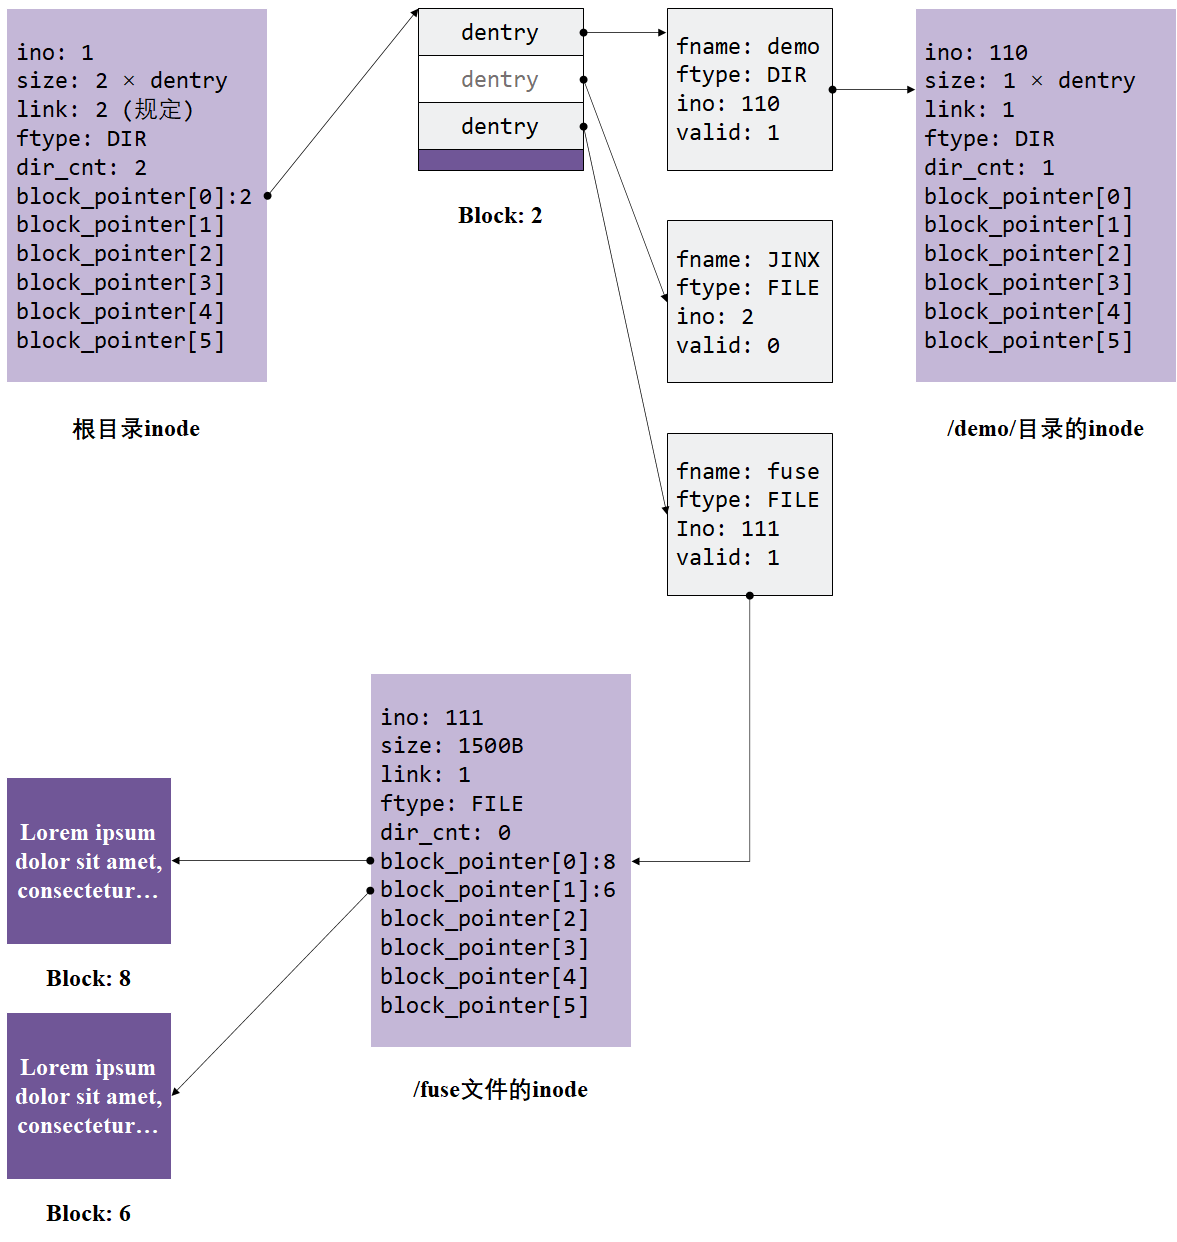 ino: 1
size: 2 × dentry
link: 2 (规定)
ftype: DIR
dir_cnt: 2
block_pointer[0]:2
block_pointer[1]
block_pointer[2]
block_pointer[3]
block_pointer[4]
block_pointer[5]
根目录inode
dentry
dentry
dentry
Block: 2
fname: demo
ftype: DIR
ino: 110
valid: 1
fname: JINX
ftype: FILE
ino: 2
valid: 0
fname: fuse
ftype: FILE
Ino: 111
valid: 1
ino: 110
size: 1 × dentry
link: 1
ftype: DIR
dir_cnt: 1
block_pointer[0]
block_pointer[1]
block_pointer[2]
block_pointer[3]
block_pointer[4]
block_pointer[5]
/demo/目录的inode
ino: 111
size: 1500B
link: 1
ftype: FILE
dir_cnt: 0
block_pointer[0]:8
block_pointer[1]:6
block_pointer[2]
block_pointer[3]
block_pointer[4]
block_pointer[5]
/fuse文件的inode
Lorem ipsum
dolor sit amet,
consectetur…
Block: 8
Lorem ipsum
dolor sit amet,
consectetur…
Block: 6